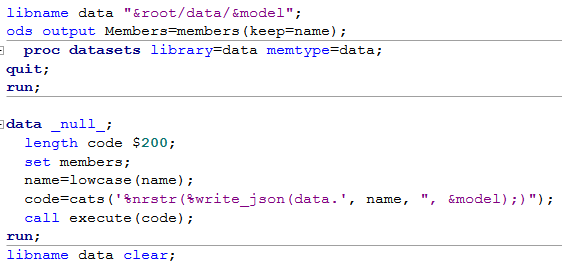 libname data "&root/data/&model";
ods output Members=members(keep=name);
proc datasets library=data memtype=data;
quit;
run;
data _null_;
length code $200;
set members;
name=lowcase(name);
code=cats('%nrstr(%write_json(data.', name, ", &model);)");
call execute(code);
run;
libname data clear;